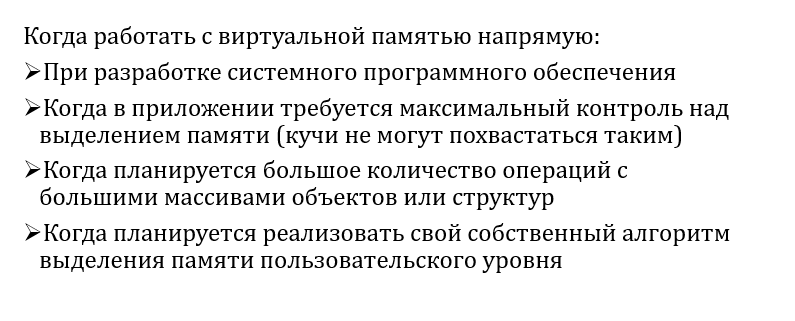 Когда работать с виртуальной памятью напрямую:
➢При разработке системного программного обеспечения
➢Когда в приложении требуется максимальный контроль над
выделением памяти (кучи не могут похвастаться таким)
➢Когда планируется большое количество операций с
большими массивами объектов или структур
➢Когда планируется реализовать свой собственный алгоритм
выделения памяти пользовательского уровня